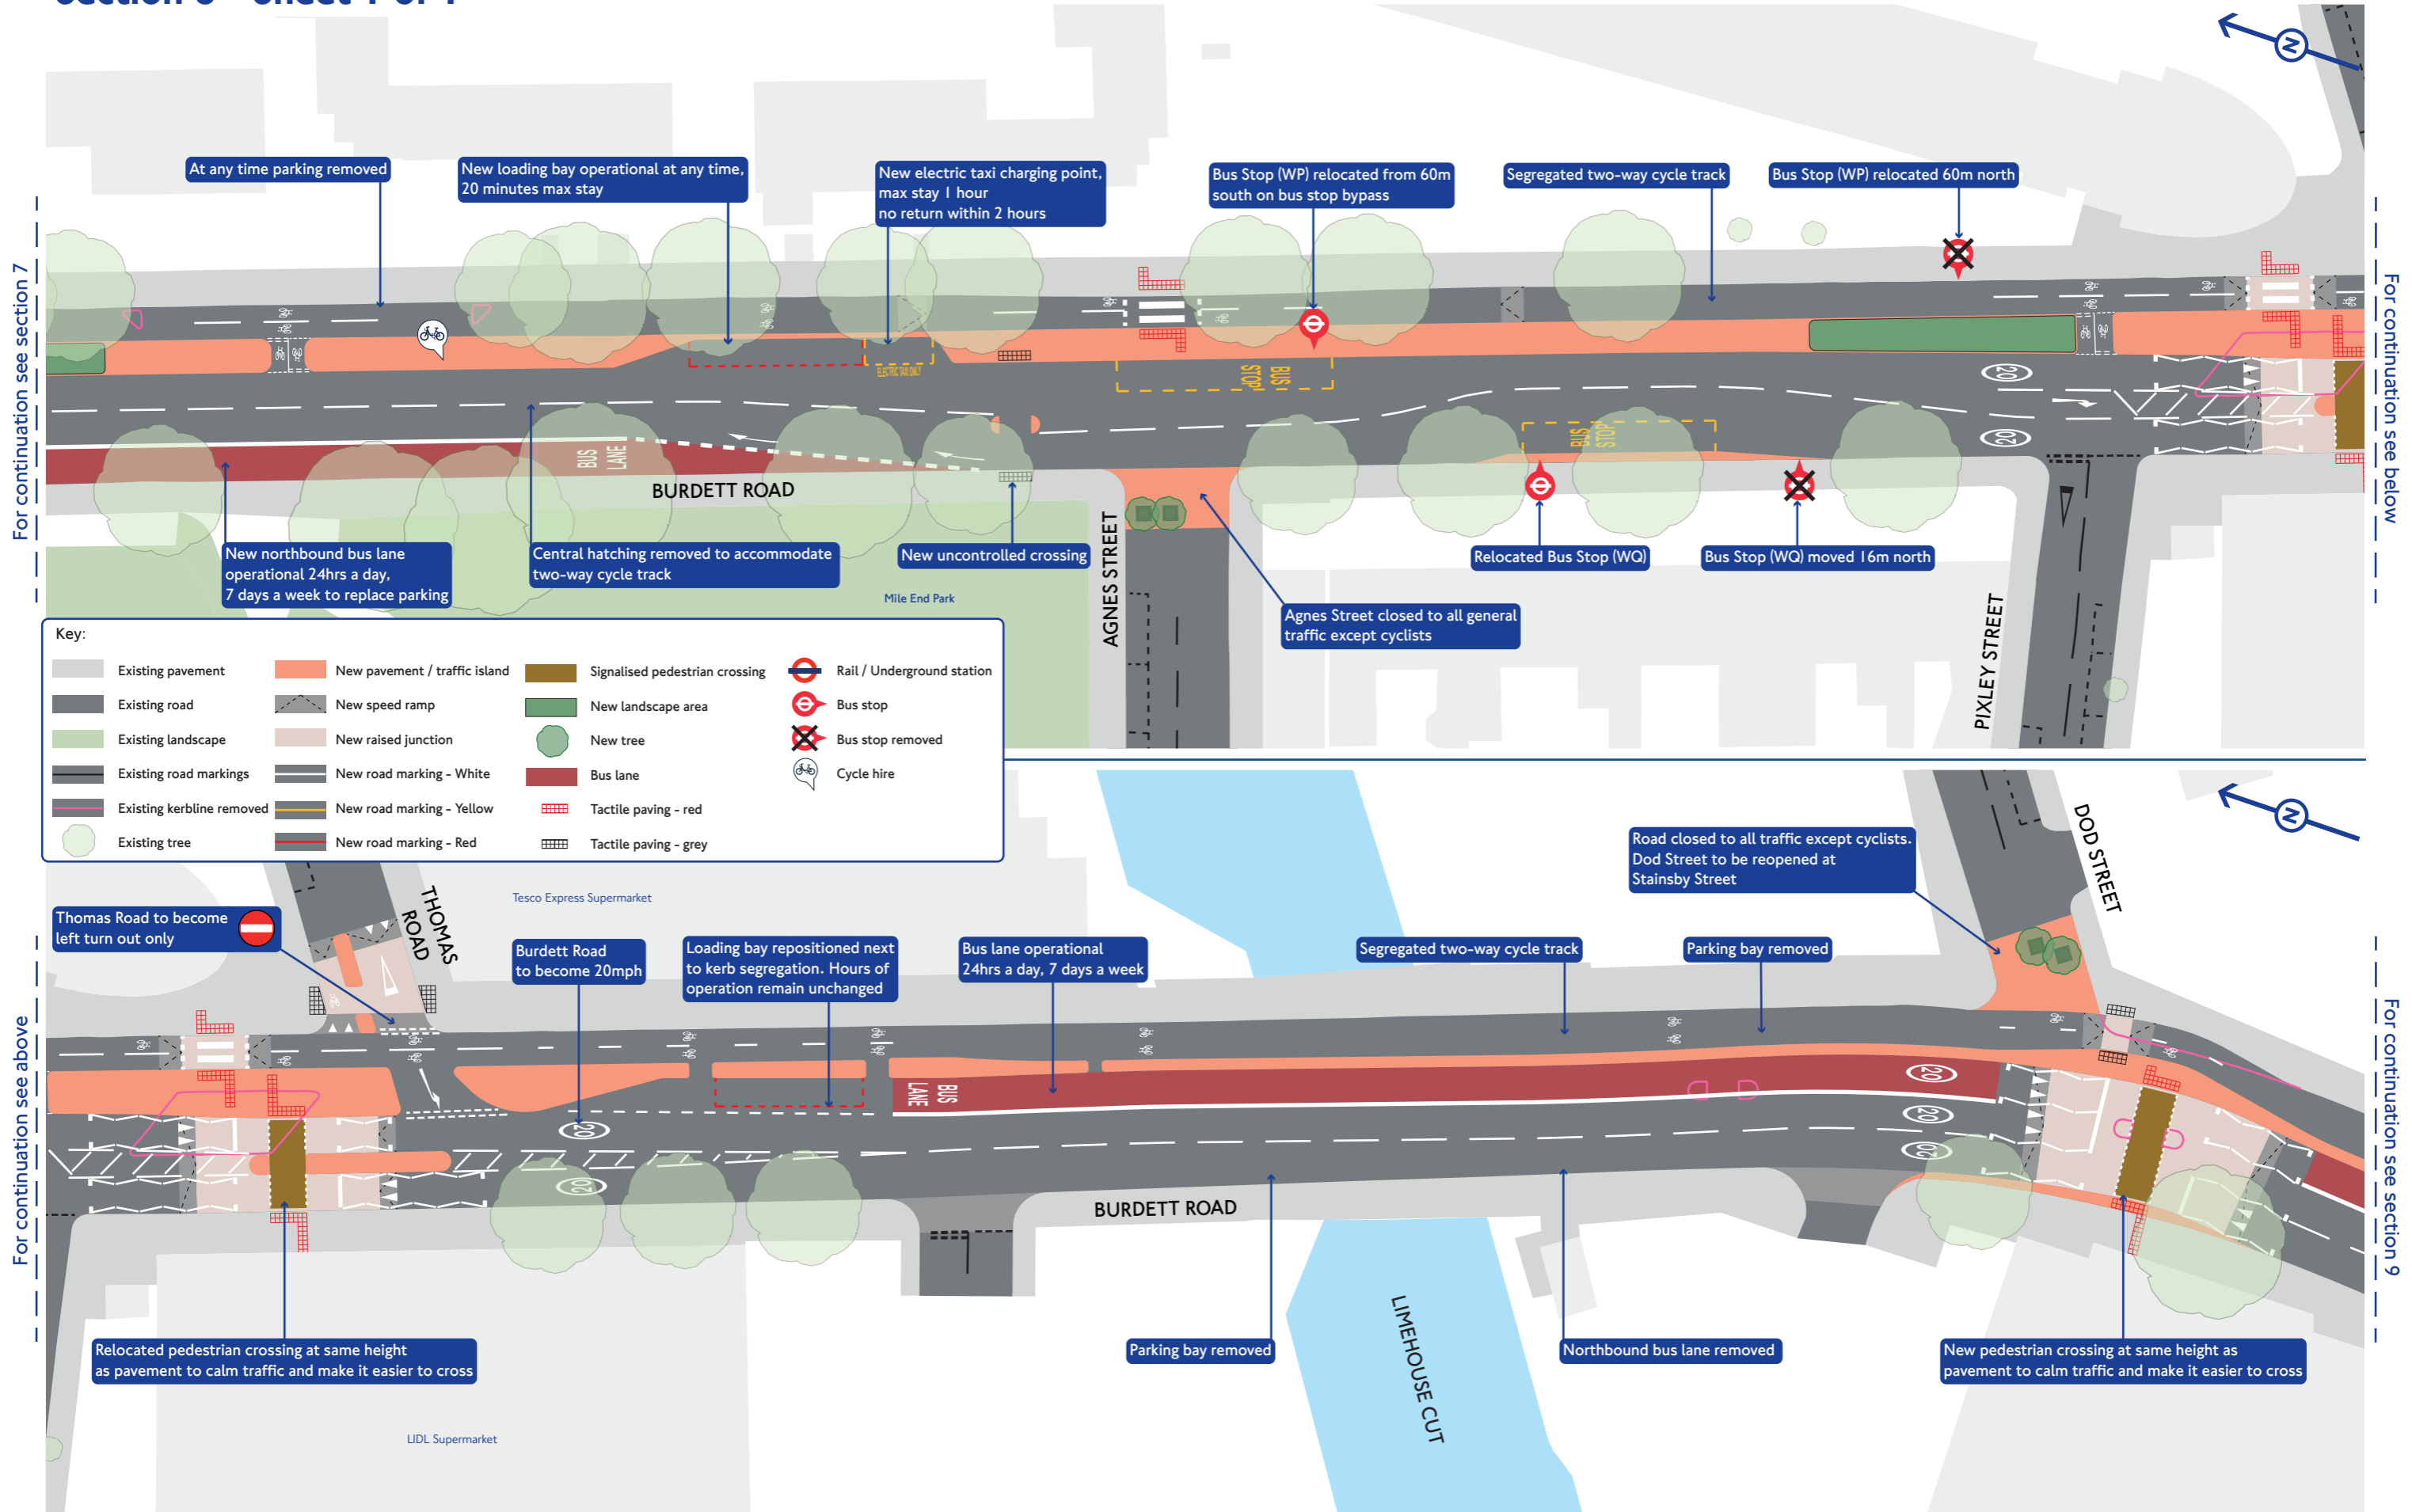 At any time parking removed
New loading bay operational at any time,
20 minutes max stay
New electric taxi charging point,
max stay 1 hour
no return within 2 hours
Bus Stop (WP) relocated from 60m
south on bus stop bypass
Segregated two-way cycle track
Bus Stop (WP) relocated 60m north
N
For continuation see section 7
For continuation see below
ELECTRIC TAXI ONLY
BUS
STOP
BUS
STOP
20
20
BUS
LANE
BURDETT ROAD
AGNES STREET
PIXLEY STREET
New northbound bus lane
operational 24hrs a day,
7 days a week to replace parking
Central hatching removed to accommodate
two-way cycle track
New uncontrolled crossing
Relocated Bus Stop (WQ)
Bus Stop (WQ) moved 16m north
Mile End Park
Agnes Street closed to all general
traffic except cyclists
Key:
Existing pavement
Existing road
Existing landscape
Existing road markings
Existing kerbline removed
Existing tree
New pavement / traffic island
New speed ramp
New raised junction
New road marking - White
New road marking - Yellow
New road marking - Red
Signalised pedestrian crossing
New landscape area
New tree
Bus lane
Tactile paving - red
Tactile paving - grey
Rail / Underground station
Bus stop
Bus stop removed
Cycle hire
N
DOD STREET
Road closed to all traffic except cyclists.
Dod Street to be reopened at
Stainsby Street
THOMAS
ROAD
Tesco Express Supermarket
Thomas Road to become
left turn out only
Burdett Road
to become 20mph
Loading bay repositioned next
to kerb segregation. Hours of
operation remain unchanged
Bus lane operational
24hrs a day, 7 days a week
Segregated two-way cycle track
Parking bay removed
For continuation see above
For continuation see section 9
BUS
LANE
20
20
20
20
20
BURDETT ROAD
LIMEHOUSE CUT
Relocated pedestrian crossing at same height
as pavement to calm traffic and make it easier to cross
Parking bay removed
Northbound bus lane removed
New pedestrian crossing at same height as
pavement to calm traffic and make it easier to cross
LIDL Supermarket